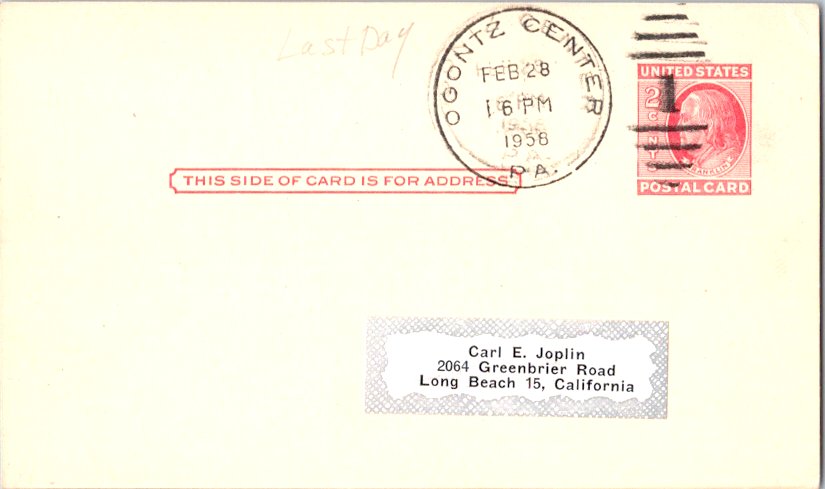 Last Day
OGONTZ CENTER
FEB 28
6 PM
1958
PA.
1
UNITED STATES
2 CENTS
FRANKLIN
POSTAL CARD
THIS SIDE OF CARD IS FOR ADDRESS
Carl E. Joplin
2064 Greenbrier Road
Long Beach 15, California